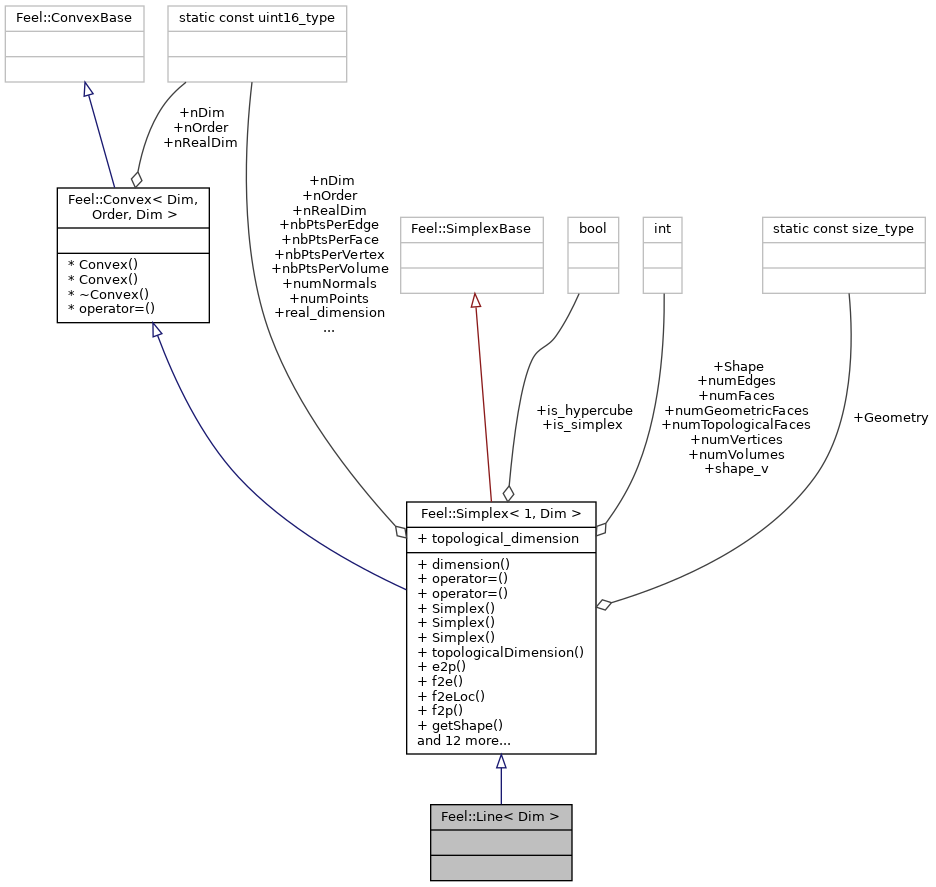 Feel::ConvexBase
static const uint16_type
+nDim
+nOrder
+nRealDim
Feel::Convex< Dim,
Order, Dim >
* Convex()
* Convex()
* ~Convex()
* operator=()
+nDim
+nOrder
+nRealDim
+nbPtsPerEdge
+nbPtsPerFace
+nbPtsPerVertex
+nbPtsPerVolume
+numNormals
+numPoints
+real_dimension
...
Feel::SimplexBase
bool
int
static const size_type
+is_hypercube
+is_simplex
+Shape
+numEdges
+numFaces
+numGeometricFaces
+numTopologicalFaces
+numVertices
+numVolumes
+shape_v
+Geometry
Feel::Simplex< 1, Dim >
+ topological_dimension
+ dimension()
+ operator=()
+ operator=()
+ Simplex()
+ Simplex()
+ Simplex()
+ topologicalDimension()
+ e2p()
+ f2e()
+ f2eLoc()
+ f2p()
+ getShape()
and 12 more...
Feel::Line< Dim >